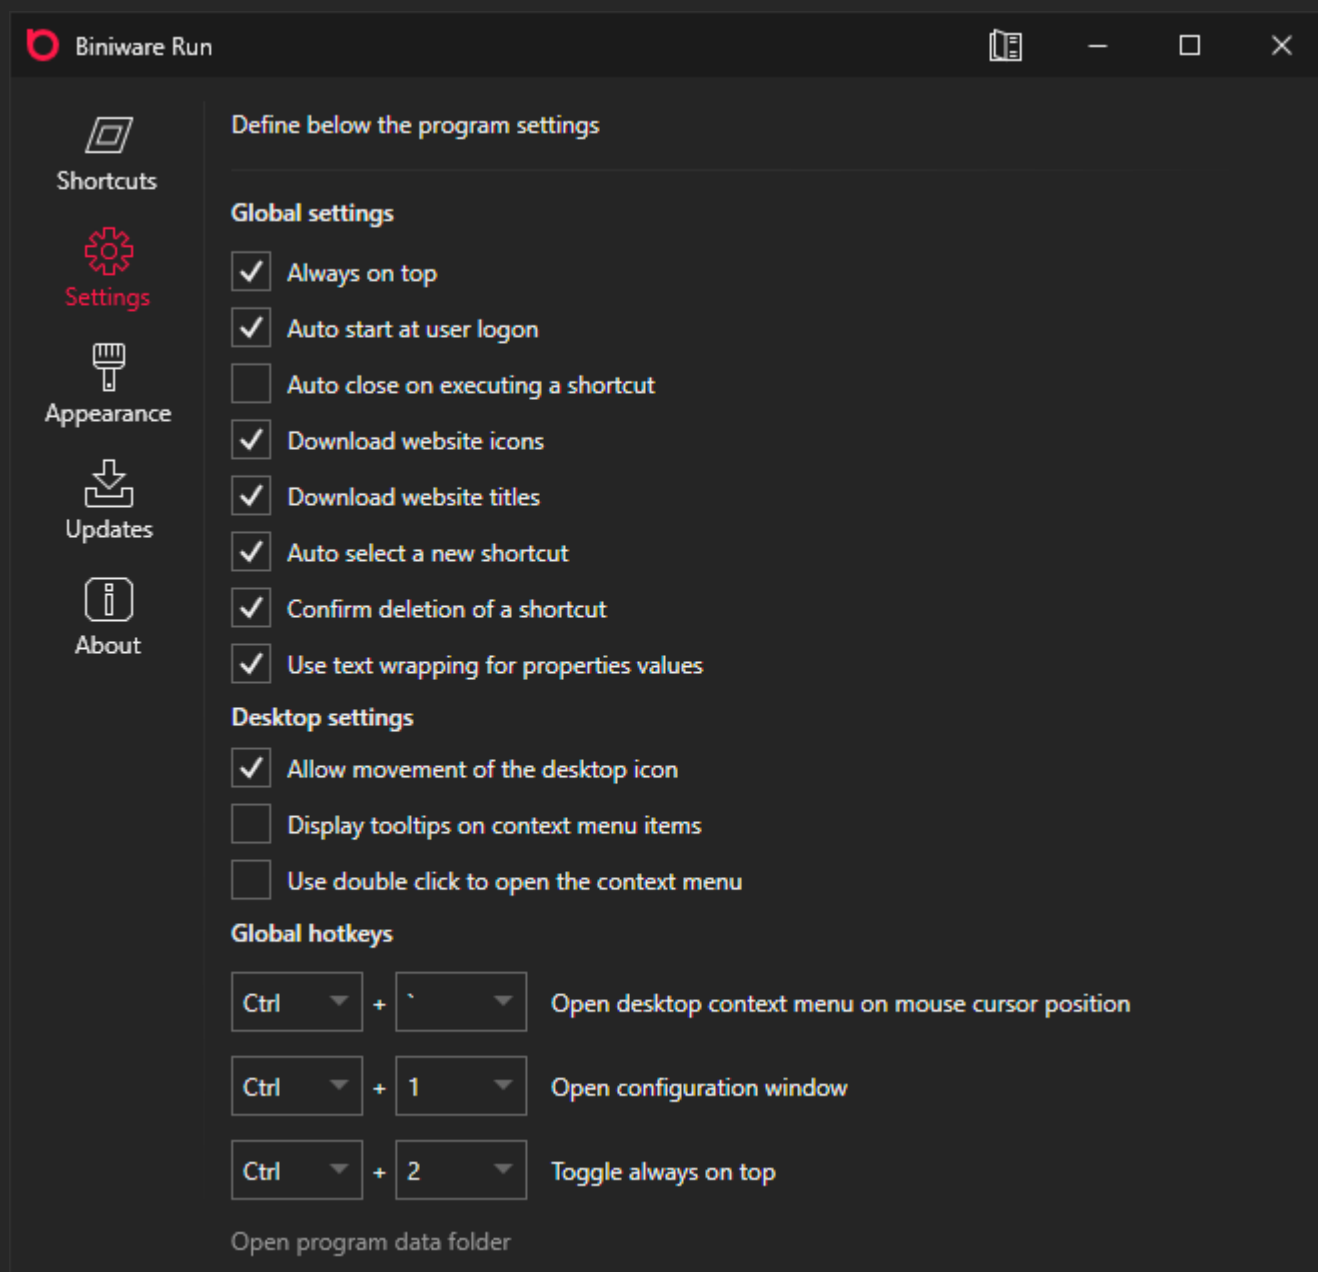 Biniware Run
Shortcuts
Settings
Appearance
Updates
About
Define below the program settings
Global settings
Always on top
Auto start at user logon
Auto close on executing a shortcut
Download website icons
Download website titles
Auto select a new shortcut
Confirm deletion of a shortcut
Use text wrapping for properties values
Desktop settings
Allow movement of the desktop icon
Display tooltips on context menu items
Use double click to open the context menu
Global hotkeys
Ctrl + ` Open desktop context menu on mouse cursor position
Ctrl + 1 Open configuration window
Ctrl + 2 Toggle always on top
Open program data folder